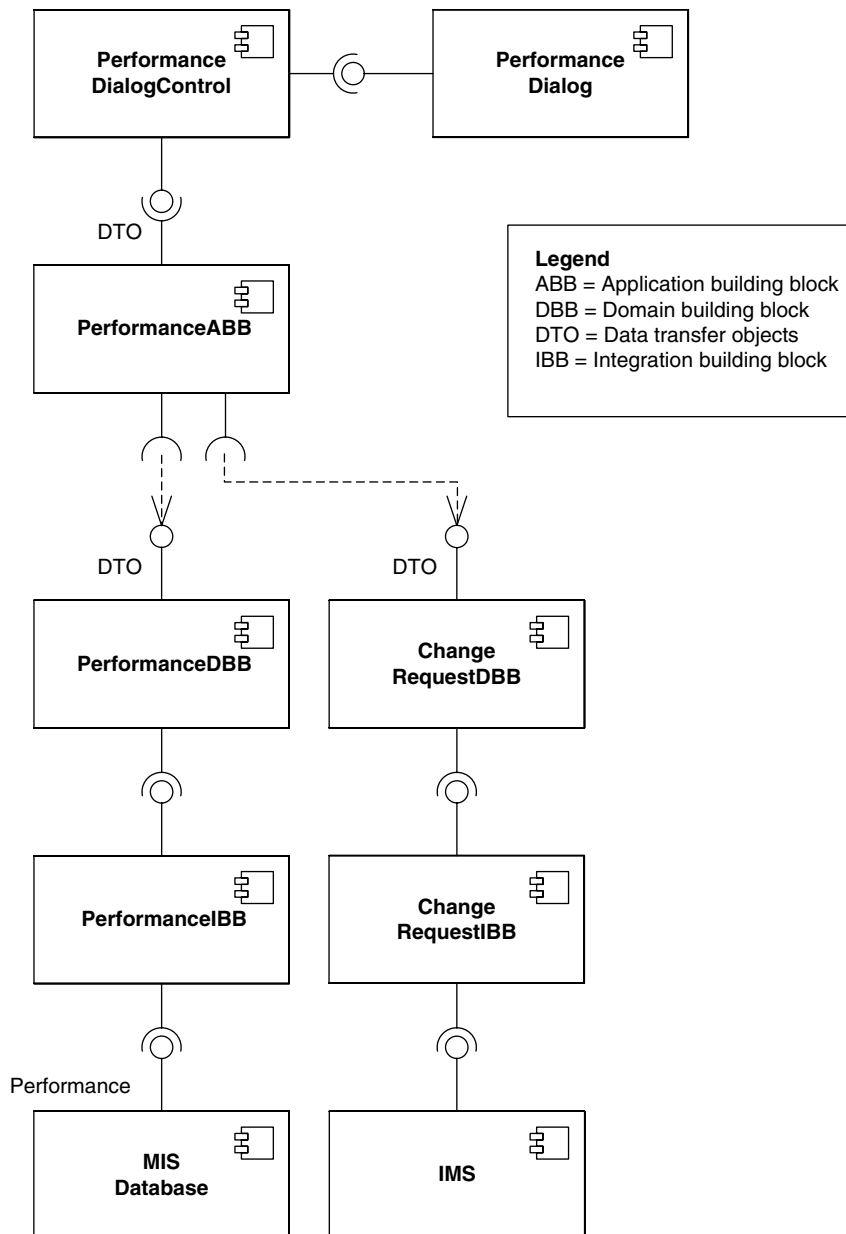 Performance
DialogControl
Performance
Dialog
DTO
Legend
ABB = Application building block
DBB = Domain building block
DTO = Data transfer objects
IBB = Integration building block
PerformanceABB
DTO
DTO
PerformanceDBB
Change
RequestDBB
PerformanceIBB
Change
RequestIBB
Performance
MIS
Database
IMS